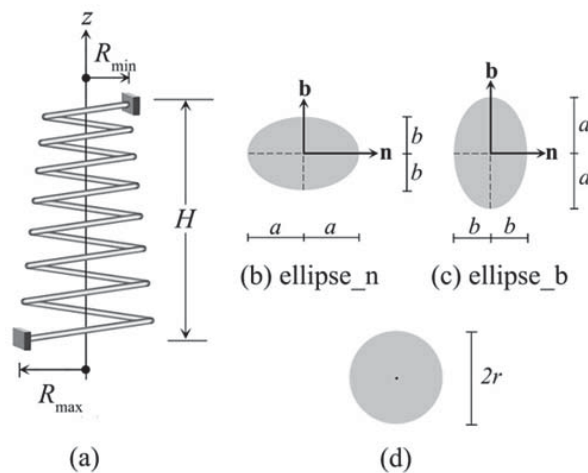 z
R_min
H
R_max
(a)
b
n
b
b
a a
(b) ellipse_n
b
n
a
a
b b
(c) ellipse_b
2r
(d)